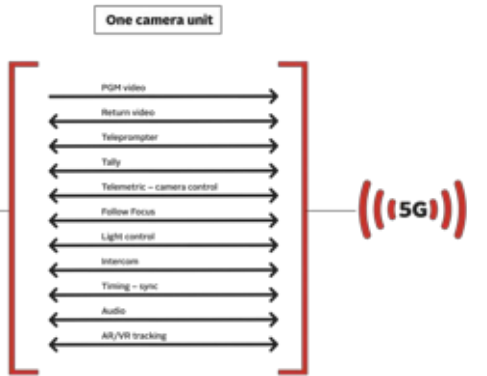 One camera unit
PGM video
Return video
Teleprompter
Tally
Telemetric – camera control
Follow Focus
Light control
Intercom
Timing – sync
Audio
AR/VR tracking
5G